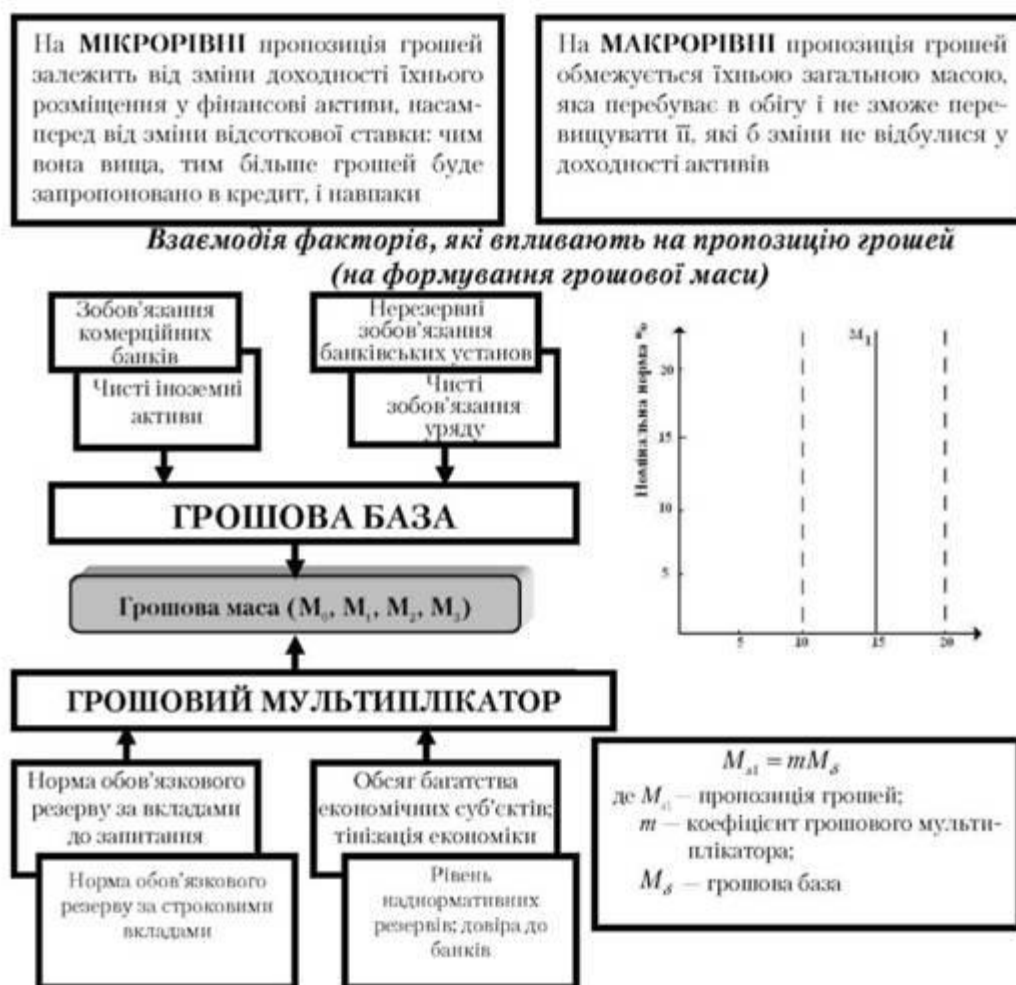 На МІКРОРІВНІ пропозиція грошей
залежить від зміни доходності їхнього
розміщення у фінансові активи, насам-
перед від зміни відсоткової ставки: чим
вона вища, тим більше грошей буде
запропоновано в кредит, і навпаки
На МАКРОРІВНІ пропозиція грошей
обмежується їхньою загальною масою,
яка перебуває в обігу і не зможе пере-
вищувати її, які б зміни не відбулися у
доходності активів
Взаємодія факторів, які впливають на пропозицію грошей
(на формування грошової маси)
Зобов'язання
комерційних
банків
Чисті іноземні
активи
Нерезервні
зобов'язання
банківських установ
Чисті
зобов'язання
уряду
ГРОШОВА БАЗА
Грошова маса (M₀, M₁, M₂, M₃)
ГРОШОВИЙ МУЛЬТИПЛІКАТОР
Норма обов'язкового
резерву за вкладами
до запитання
Норма обов'язкового
резерву за строковими
вкладами
Обсяг багатства
економічних суб'єктів;
тінізація економіки
Рівень
наднормативних
резервів; довіра до
банків
Номінальна норма %
20
15
10
5
M₁
5
10
15
20
Mₛ₁ = mMб
де Mₛ₁ – пропозиція грошей;
m – коефіцієнт грошового мульти-
плікатора;
Mб – грошова база